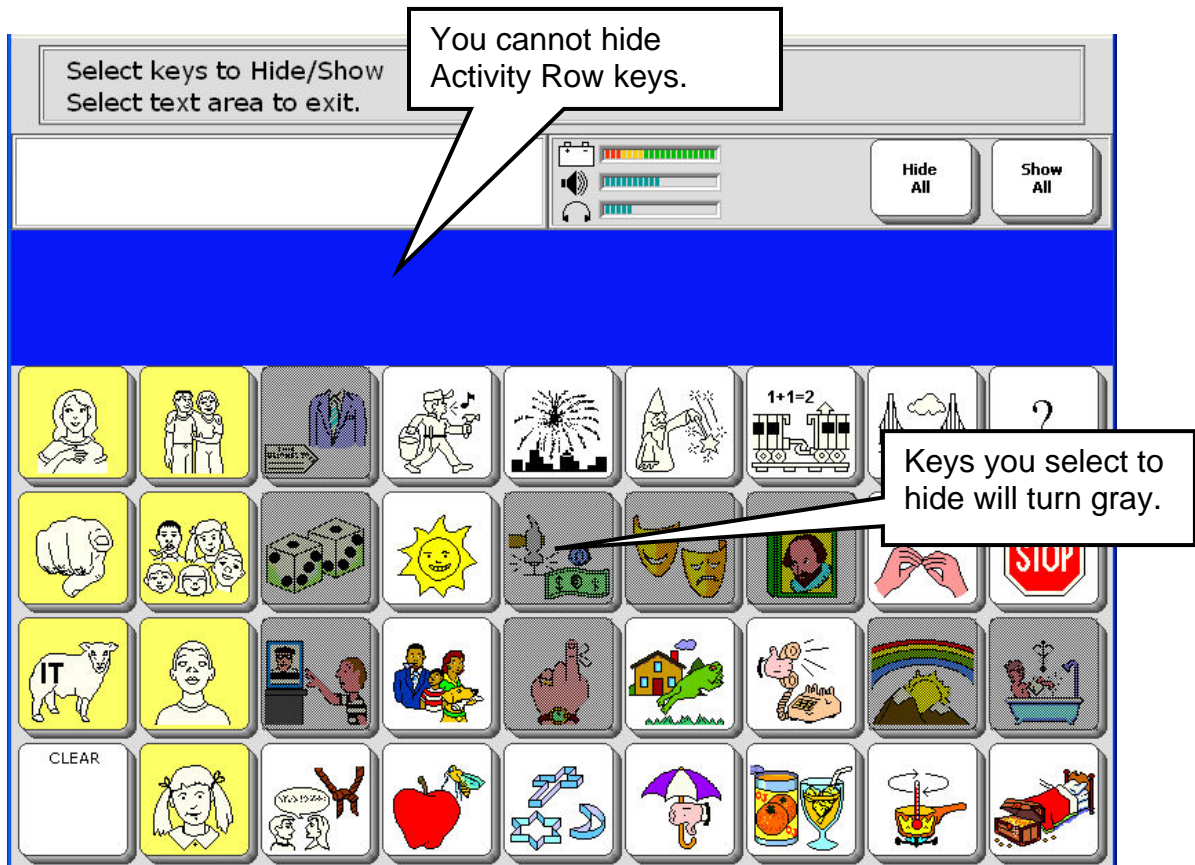 You cannot hide
Activity Row keys.
Select keys to Hide/Show
Select text area to exit.
Hide
All
Show
All
1+1=2
?
Keys you select to
hide will turn gray.
STOP
IT
CLEAR